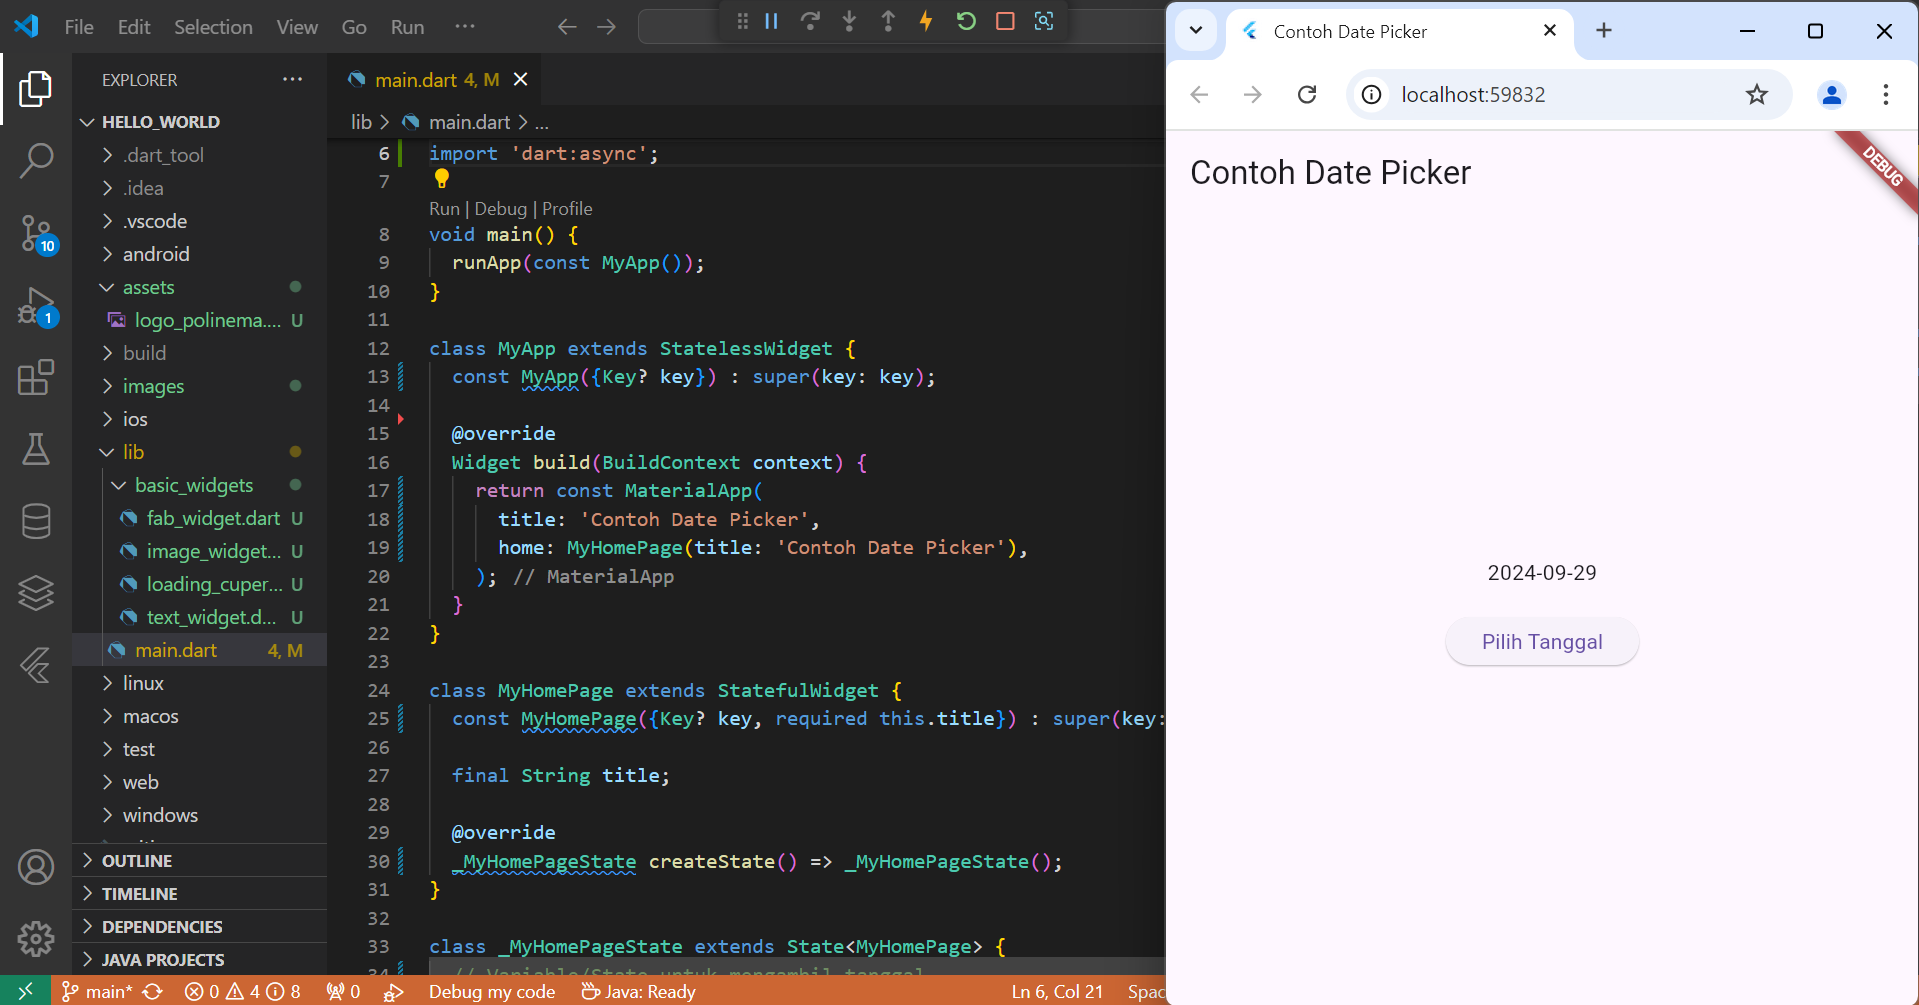 File Edit Selection View Go Run ···
EXPLORER ···
HELLO_WORLD
.dart_tool
.idea
.vscode
android
assets
logo_polinema.... U
build
images
ios
lib
basic_widgets
fab_widget.dart U
image_widget... U
loading_cuper... U
text_widget.d... U
main.dart 4, M
linux
macos
test
web
windows
OUTLINE
TIMELINE
DEPENDENCIES
JAVA PROJECTS
10
1
main.dart 4, M
lib > main.dart > ...
6 import 'dart:async';
7
Run | Debug | Profile
8 void main() {
9 runApp(const MyApp());
10 }
11
12 class MyApp extends StatelessWidget {
13 const MyApp({Key? key}) : super(key: key);
14
15 @override
16 Widget build(BuildContext context) {
17 return const MaterialApp(
18 title: 'Contoh Date Picker',
19 home: MyHomePage(title: 'Contoh Date Picker'),
20 ); // MaterialApp
21 }
22 }
23
24 class MyHomePage extends StatefulWidget {
25 const MyHomePage({Key? key, required this.title}) : super(key:
26
27 final String title;
28
29 @override
30 _MyHomePageState createState() => _MyHomePageState();
31 }
32
33 class _MyHomePageState extends State<MyHomePage> {
34 // Variable/State untuk mengambil tanggal
main* 0 4 8 0 Debug my code Java: Ready Ln 6, Col 21 Spac
Contoh Date Picker
localhost:59832
Contoh Date Picker
DEBUG
2024-09-29
Pilih Tanggal